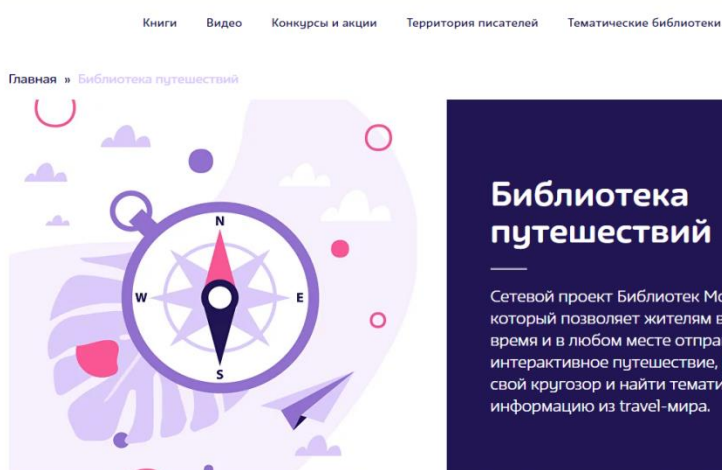 Книги Видео Конкурсы и акции Территория писателей Тематические библиотеки
Главная » Библиотека путешествий
N
W E
S
Библиотека
путешествий
Сетевой проект Библиотек
который позволяет жителям
время и в любом месте
интерактивное путешествие,
свой кругозор и найти
информацию из travel-мира.